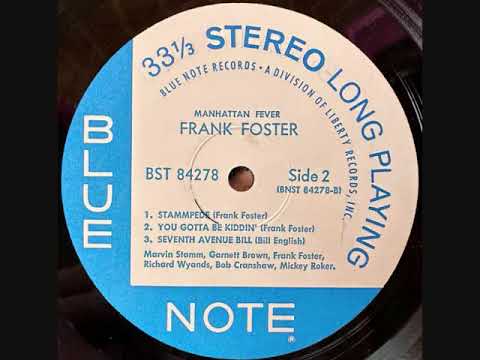 33⅓ STEREO LONG PLAYING
BLUE NOTE RECORDS • A DIVISION OF LIBERTY RECORDS, INC.
MANHATTAN FEVER
FRANK FOSTER
BST 84278
Side 2
(BNST 84278-B)
1. STAMMPEDE (Frank Foster)
2. YOU GOTTA BE KIDDIN' (Frank Foster)
3. SEVENTH AVENUE BILL (Bill English)
Marvin Stamm, Garnett Brown, Frank Foster,
Richard Wyands, Bob Cranshaw, Mickey Roker.
BLUE
NOTE
®